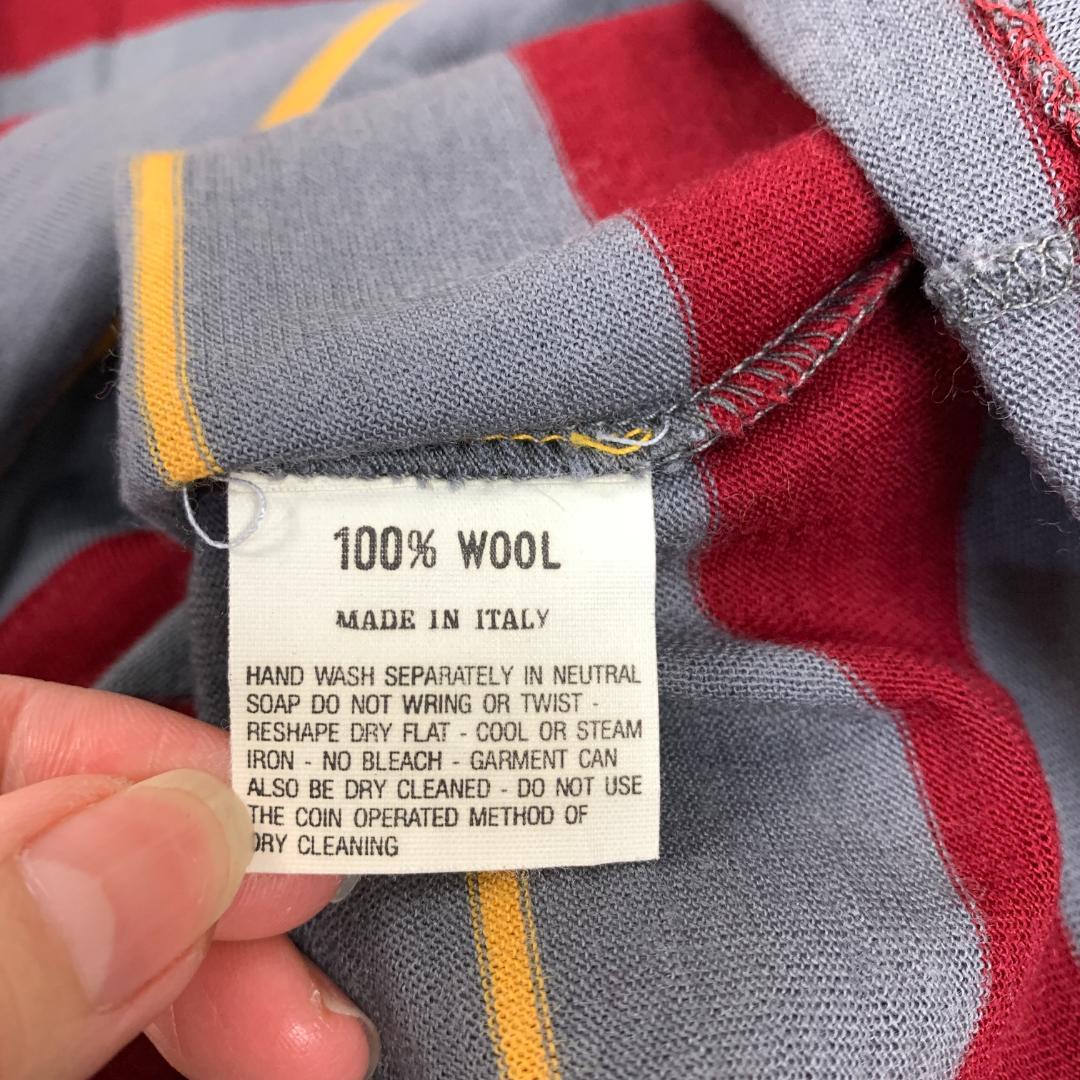 100% WOOL
MADE IN ITALY
HAND WASH SEPARATELY IN NEUTRAL
SOAP DO NOT WRING OR TWIST -
RESHAPE DRY FLAT - COOL OR STEAM
IRON - NO BLEACH - GARMENT CAN
ALSO BE DRY CLEANED - DO NOT USE
THE COIN OPERATED METHOD OF
DRY CLEANING